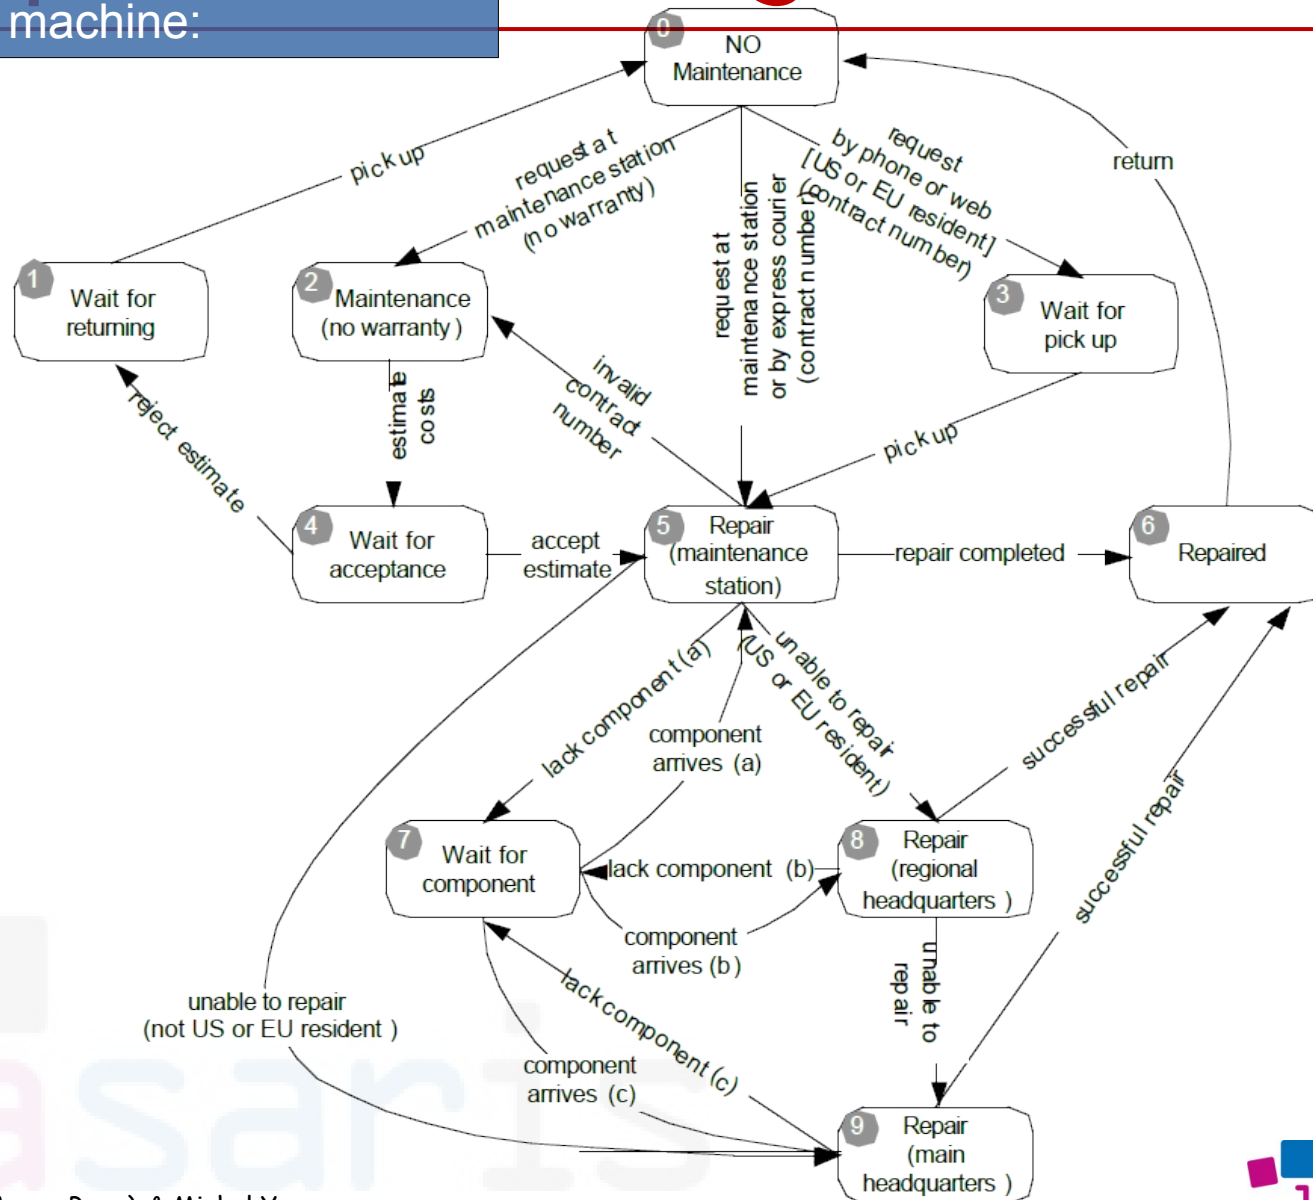 machine:
0
NO
Maintenance
pick up
request at
maintenance station
(no warranty)
request at
maintenance station
or by express courier
(contract number)
request
by phone or web
[US or EU resident]
(contract number)
return
1
Wait for
returning
2
Maintenance
(no warranty)
3
Wait for
pick up
reject estimate
estimate
costs
invalid
contract
number
pick up
4
Wait for
acceptance
accept
estimate
5
Repair
(maintenance
station)
repair completed
6
Repaired
lack component (a)
component
arrives (a)
unable to repair
(US or EU resident)
successful repair
successful repair
7
Wait for
component
lack component (b)
component
arrives (b)
8
Repair
(regional
headquarters )
unable to repair
(not US or EU resident )
lack component (c)
component
arrives (c)
unable to
repair
9
Repair
(main
headquarters )
asaris